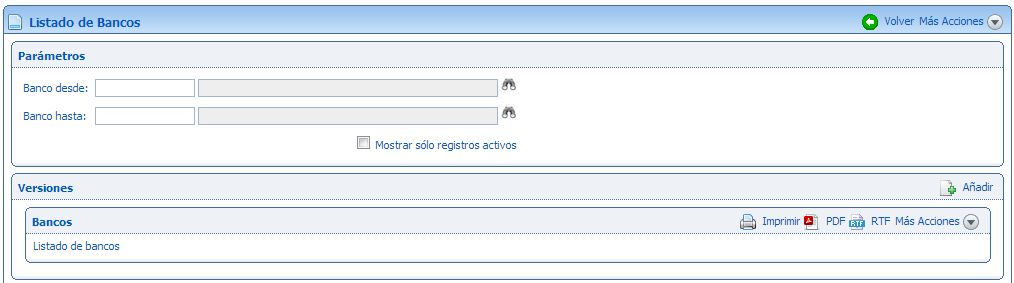 Listado de Bancos Volver Más Acciones
Parámetros
Banco desde:
Banco hasta:
Mostrar sólo registros activos
Versiones Añadir
Bancos Imprimir PDF RTF RTF Más Acciones
Listado de bancos